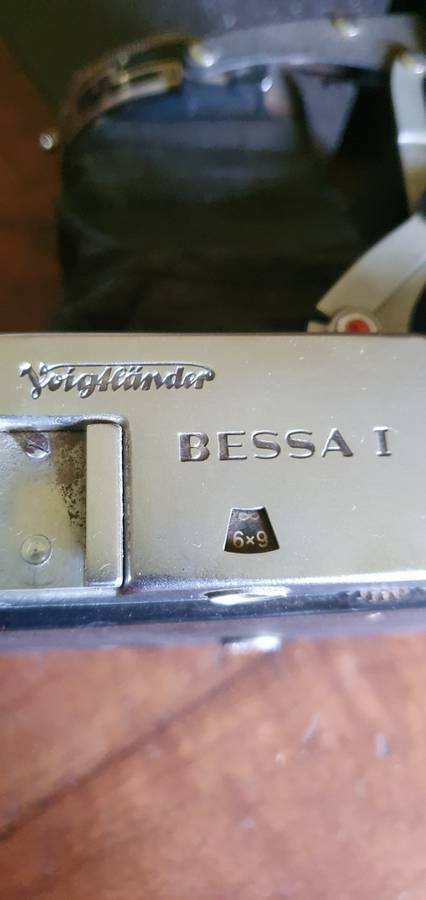 Voigtländer
BESSA I
∞
6×9